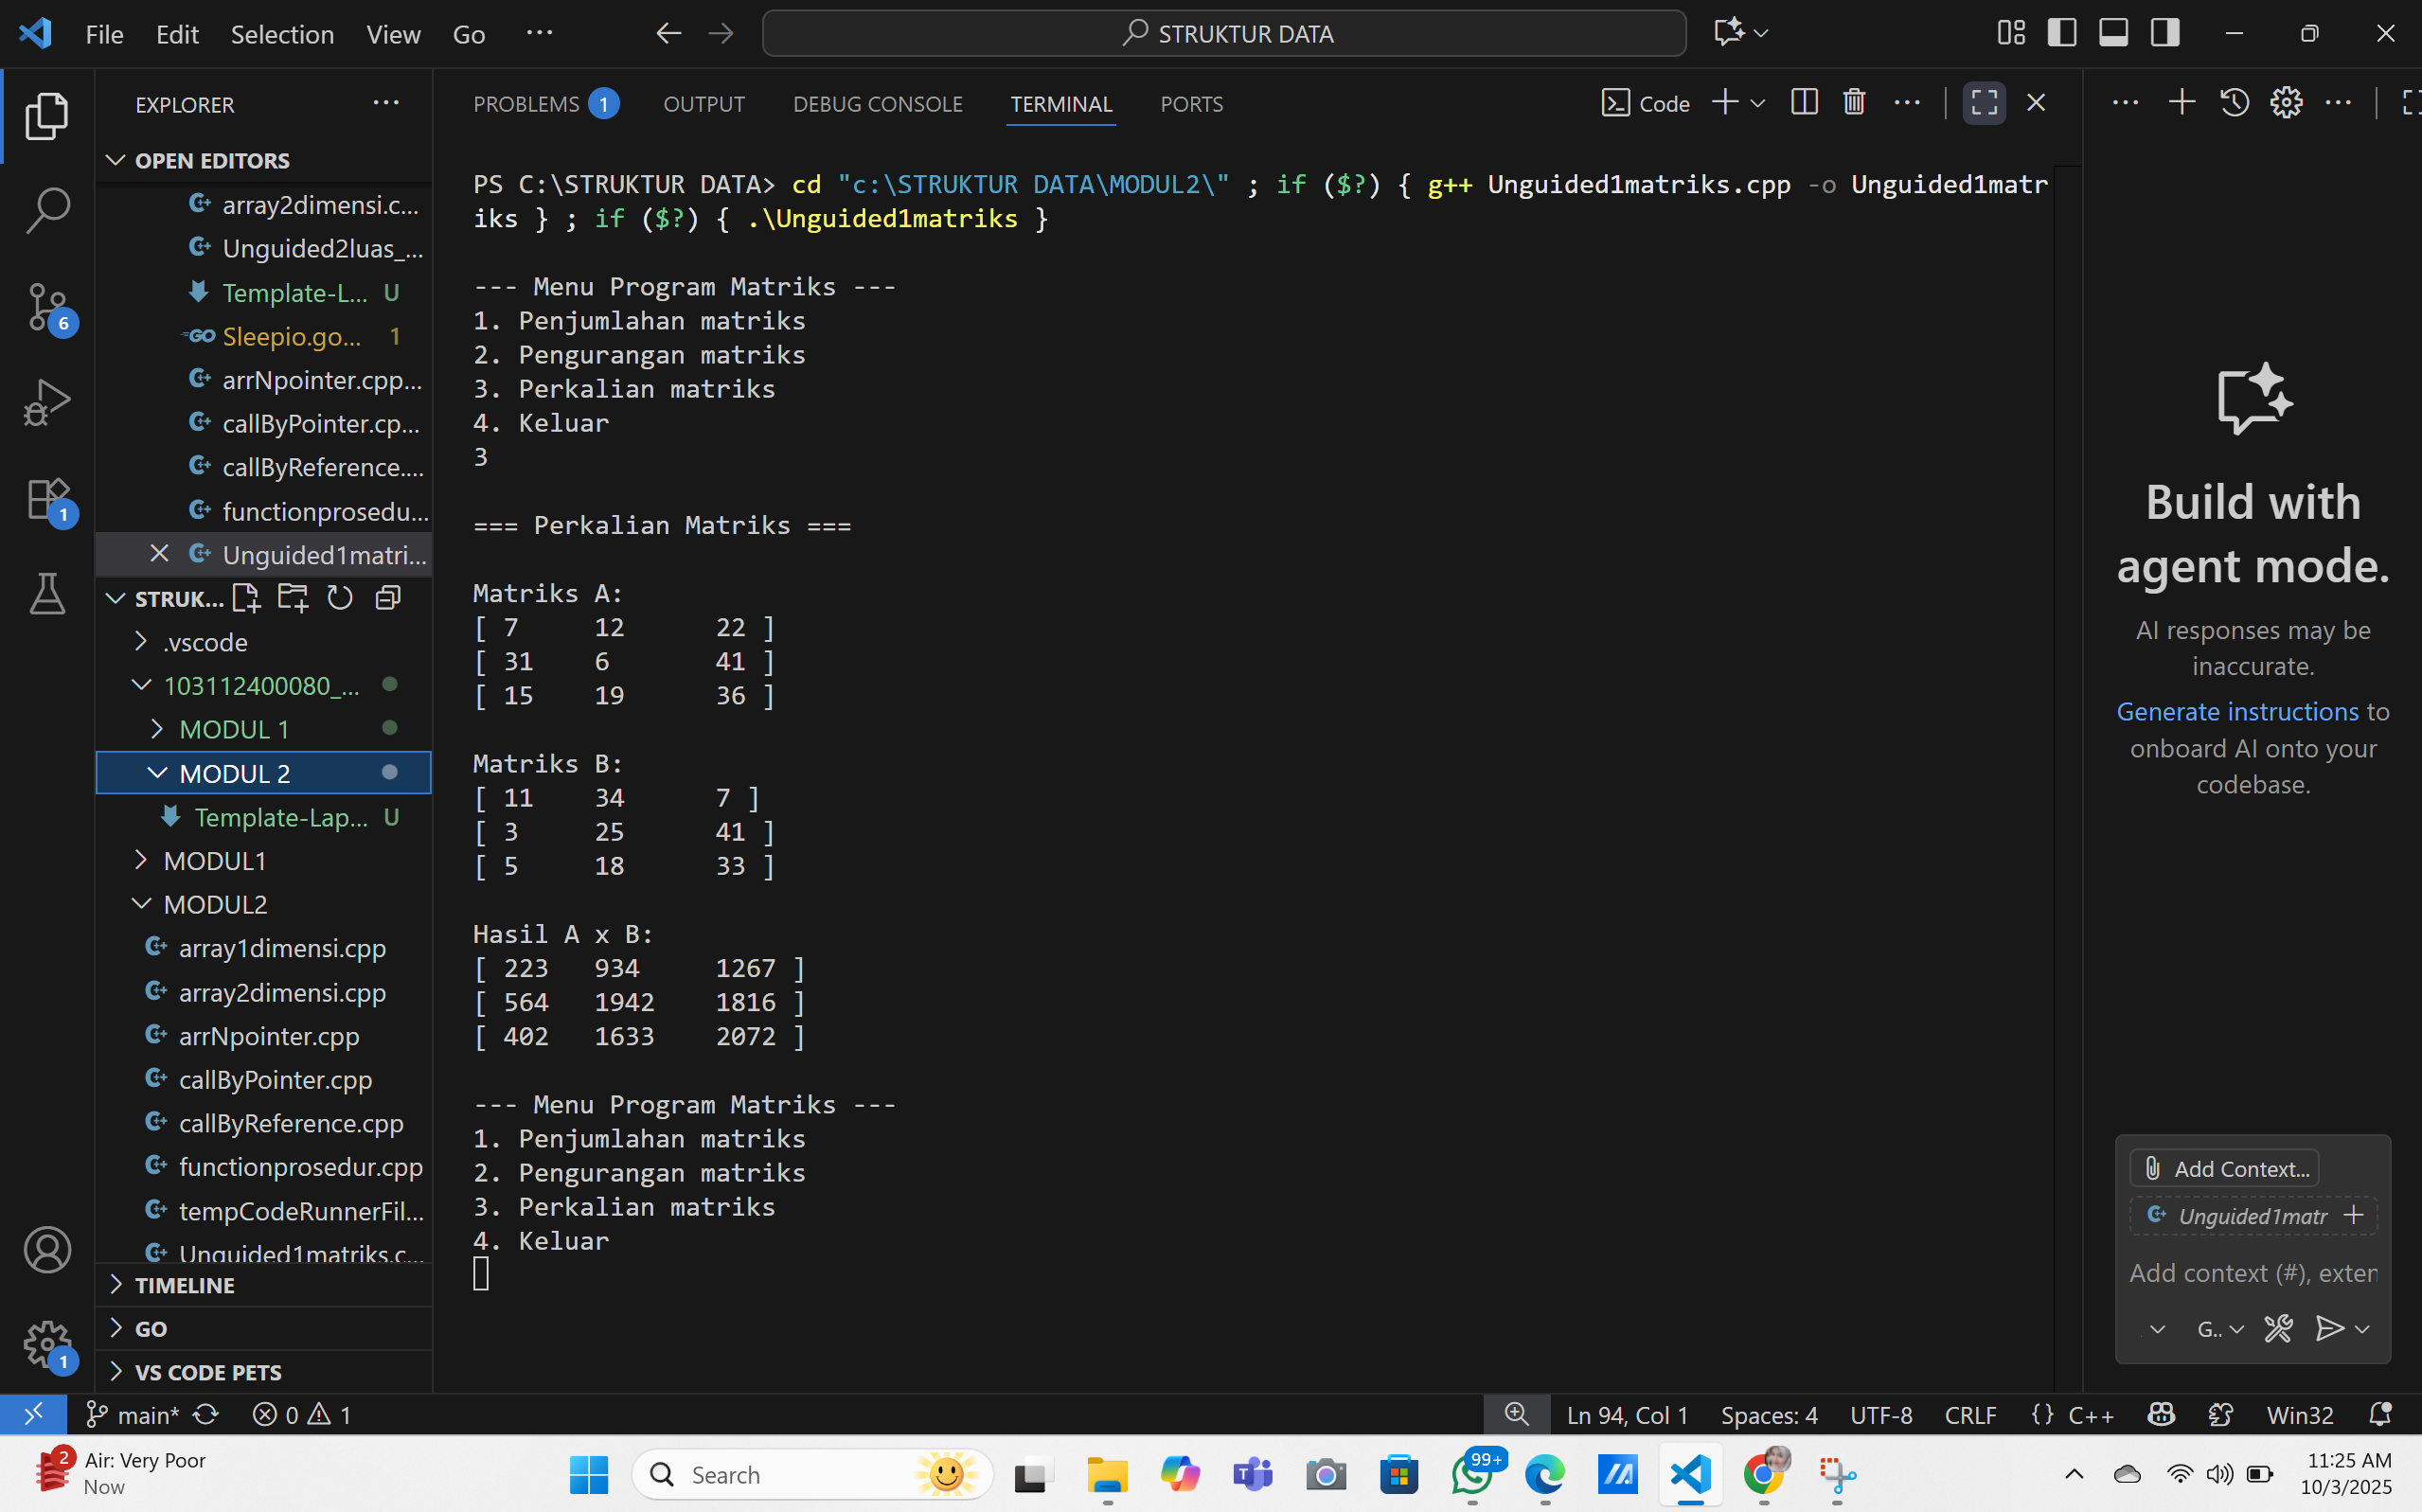 File Edit Selection View Go ··· STRUKTUR DATA
EXPLORER ···
OPEN EDITORS
array2dimensi.c...
Unguided2luas_...
Template-L... U
GO Sleepio.go... 1
arrNpointer.cpp...
callByPointer.cp...
callByReference....
functionprosedu...
Unguided1matri...
STRUK...
.vscode
103112400080_...
MODUL 1
MODUL 2
Template-Lap... U
MODUL1
MODUL2
array1dimensi.cpp
array2dimensi.cpp
arrNpointer.cpp
callByPointer.cpp
callByReference.cpp
functionprosedur.cpp
tempCodeRunnerFil...
Unguided1matriks.c...
TIMELINE
GO
VS CODE PETS
6
1
1
PROBLEMS 1 OUTPUT DEBUG CONSOLE TERMINAL PORTS Code
PS C:\STRUKTUR DATA> cd "c:\STRUKTUR DATA\MODUL2\" ; if ($?) { g++ Unguided1matriks.cpp -o Unguided1matr
iks } ; if ($?) { .\Unguided1matriks }
--- Menu Program Matriks ---
1. Penjumlahan matriks
2. Pengurangan matriks
3. Perkalian matriks
4. Keluar
3
=== Perkalian Matriks ===
Matriks A:
[ 7 12 22 ]
[ 31 6 41 ]
[ 15 19 36 ]
Matriks B:
[ 11 34 7 ]
[ 3 25 41 ]
[ 5 18 33 ]
Hasil A x B:
[ 223 934 1267 ]
[ 564 1942 1816 ]
[ 402 1633 2072 ]
--- Menu Program Matriks ---
1. Penjumlahan matriks
2. Pengurangan matriks
3. Perkalian matriks
4. Keluar
Build with
agent mode.
AI responses may be
inaccurate.
Generate instructions to
onboard AI onto your
codebase.
Add Context...
Unguided1matr
Add context (#), exten
G..
main* 0 1 Ln 94, Col 1 Spaces: 4 UTF-8 CRLF {} C++ Win32
2 Air: Very Poor
Now
Search
99+
11:25 AM
10/3/2025